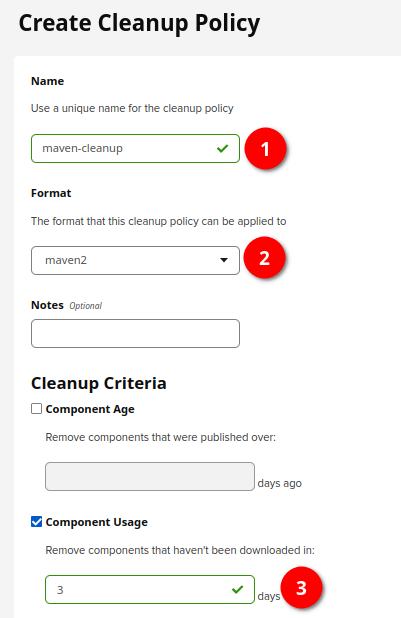 Create Cleanup Policy
Name
Use a unique name for the cleanup policy
maven-cleanup
1
Format
The format that this cleanup policy can be applied to
maven2
2
Notes Optional
Cleanup Criteria
Component Age
Remove components that were published over:
days ago
Component Usage
Remove components that haven't been downloaded in:
3 days 3